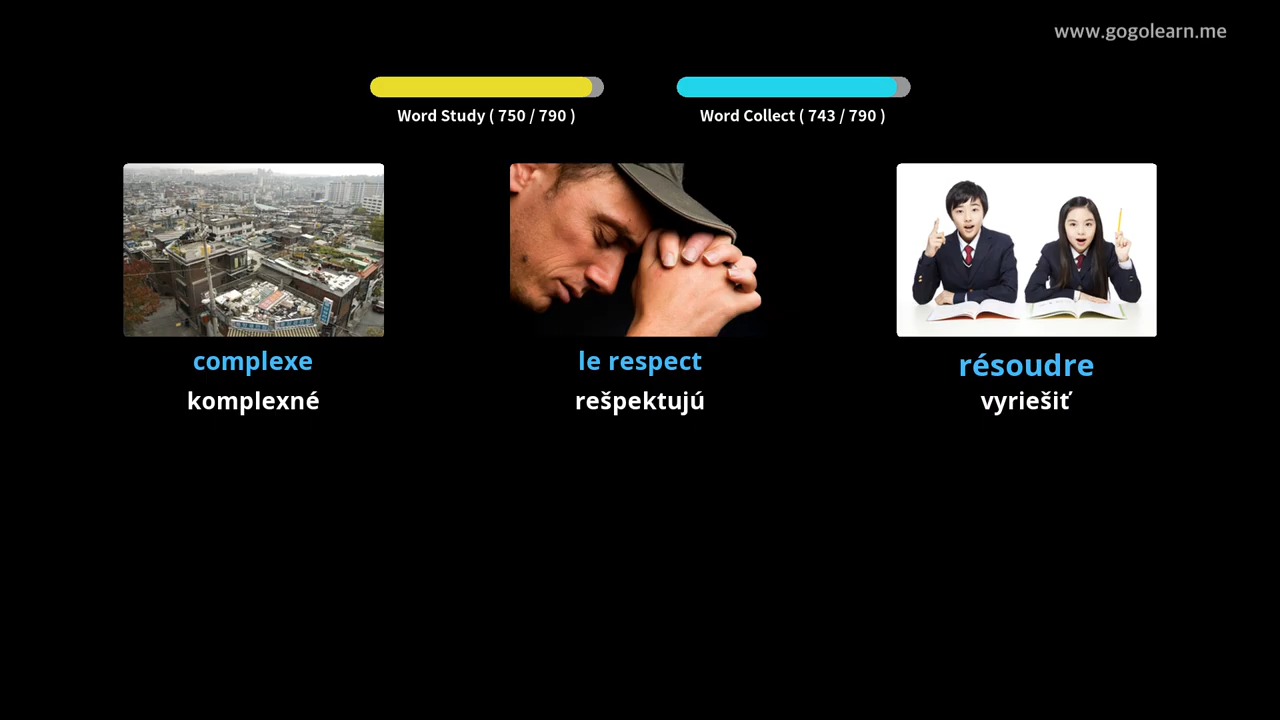 www.gogolearn.me
Word Study ( 750 / 790 )
Word Collect ( 743 / 790 )
complexe
komplexné
le respect
rešpektujú
résoudre
vyriešiť